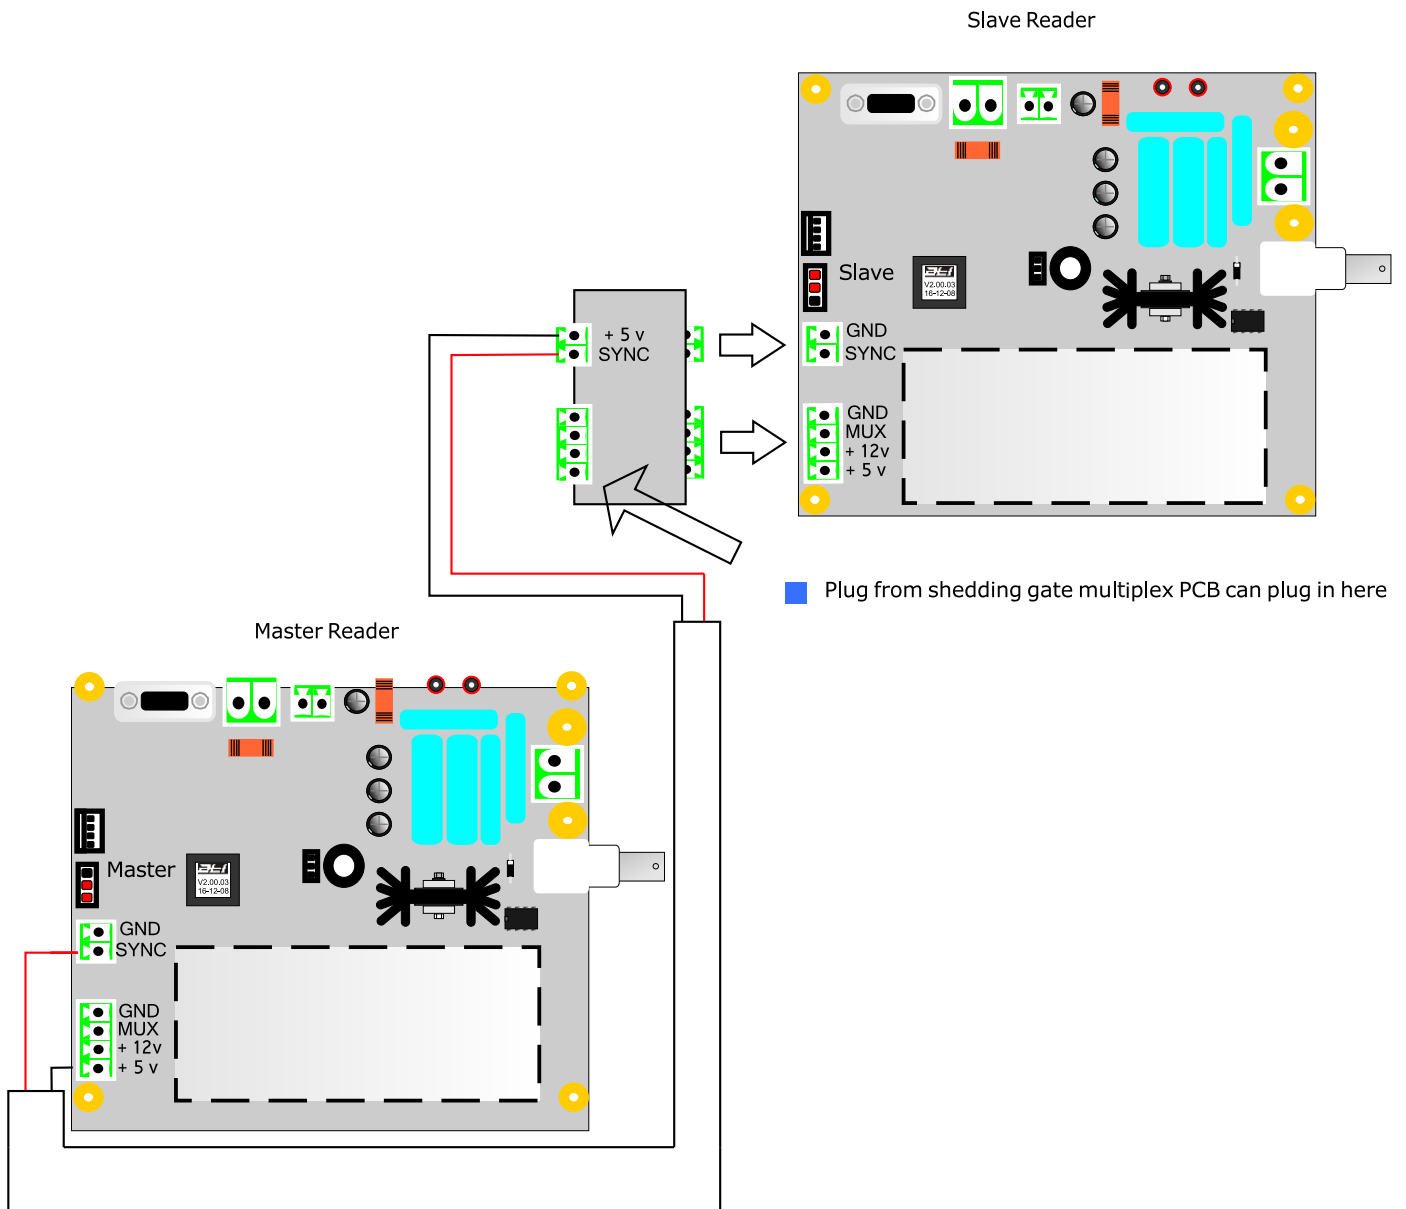 Slave Reader
Slave
V2.00.03
16-12-08
GND
SYNC
GND
MUX
+ 12v
+ 5 v
+ 5 v
SYNC
Plug from shedding gate multiplex PCB can plug in here
Master Reader
Master
V2.00.03
16-12-08
GND
SYNC
GND
MUX
+ 12v
+ 5 v